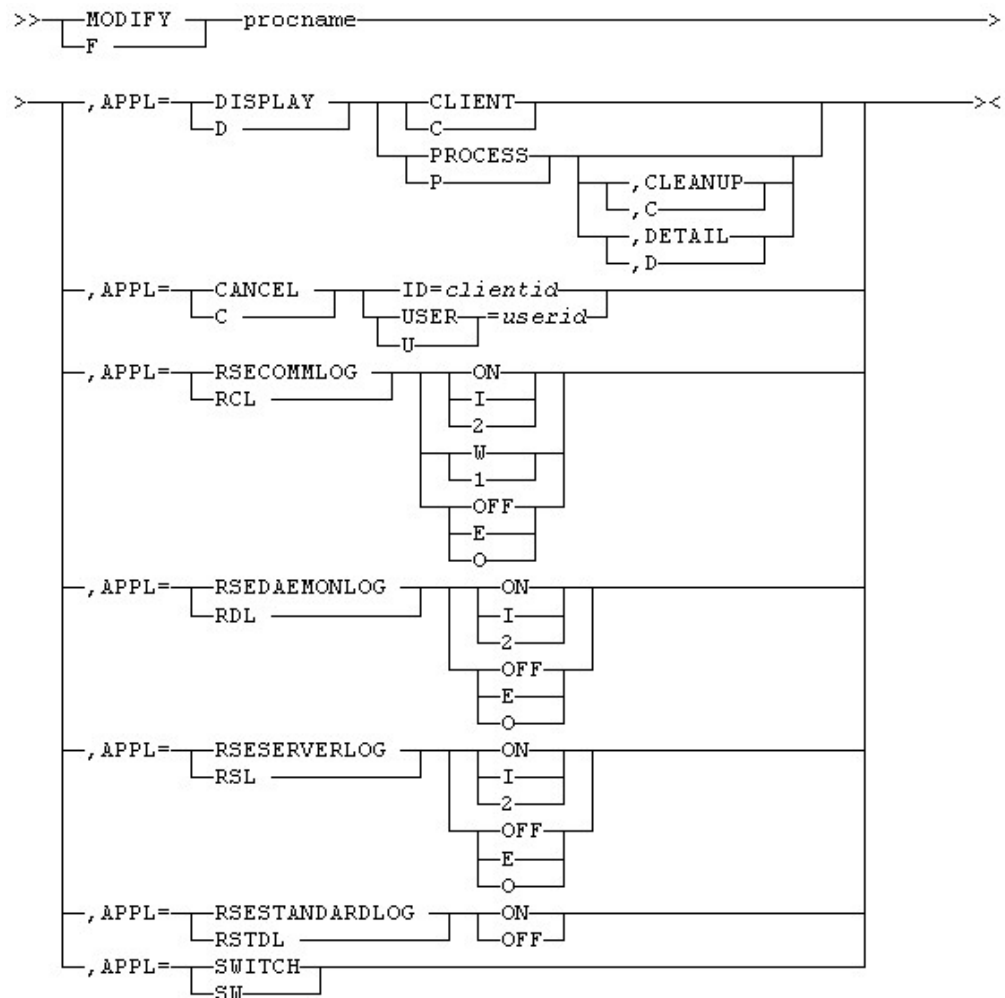 >> MODIFY procname >
F
> ,APPL= DISPLAY CLIENT ><
D C
PROCESS
P ,CLEANUP
,C
,DETAIL
,D
,APPL= CANCEL ID=clientid
C USER =userid
U
,APPL= RSECOMMLOG ON
RCL I
2
W
1
OFF
E
O
,APPL= RSEDAEMONLOG ON
RDL I
2
OFF
E
O
,APPL= RSESERVERLOG ON
RSL I
2
OFF
E
O
,APPL= RSESTANDARDLOG ON
RSTDL OFF
,APPL= SWITCH
SW